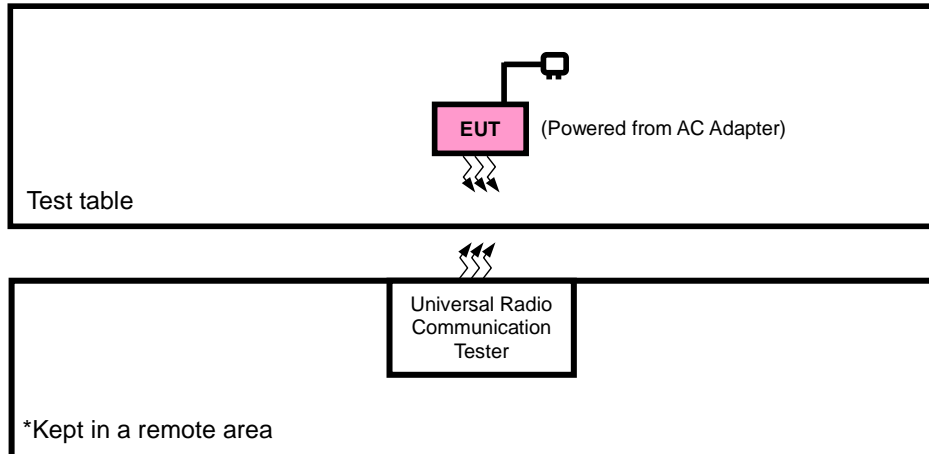 EUT
(Powered from AC Adapter)
Test table
Universal Radio
Communication
Tester
*Kept in a remote area